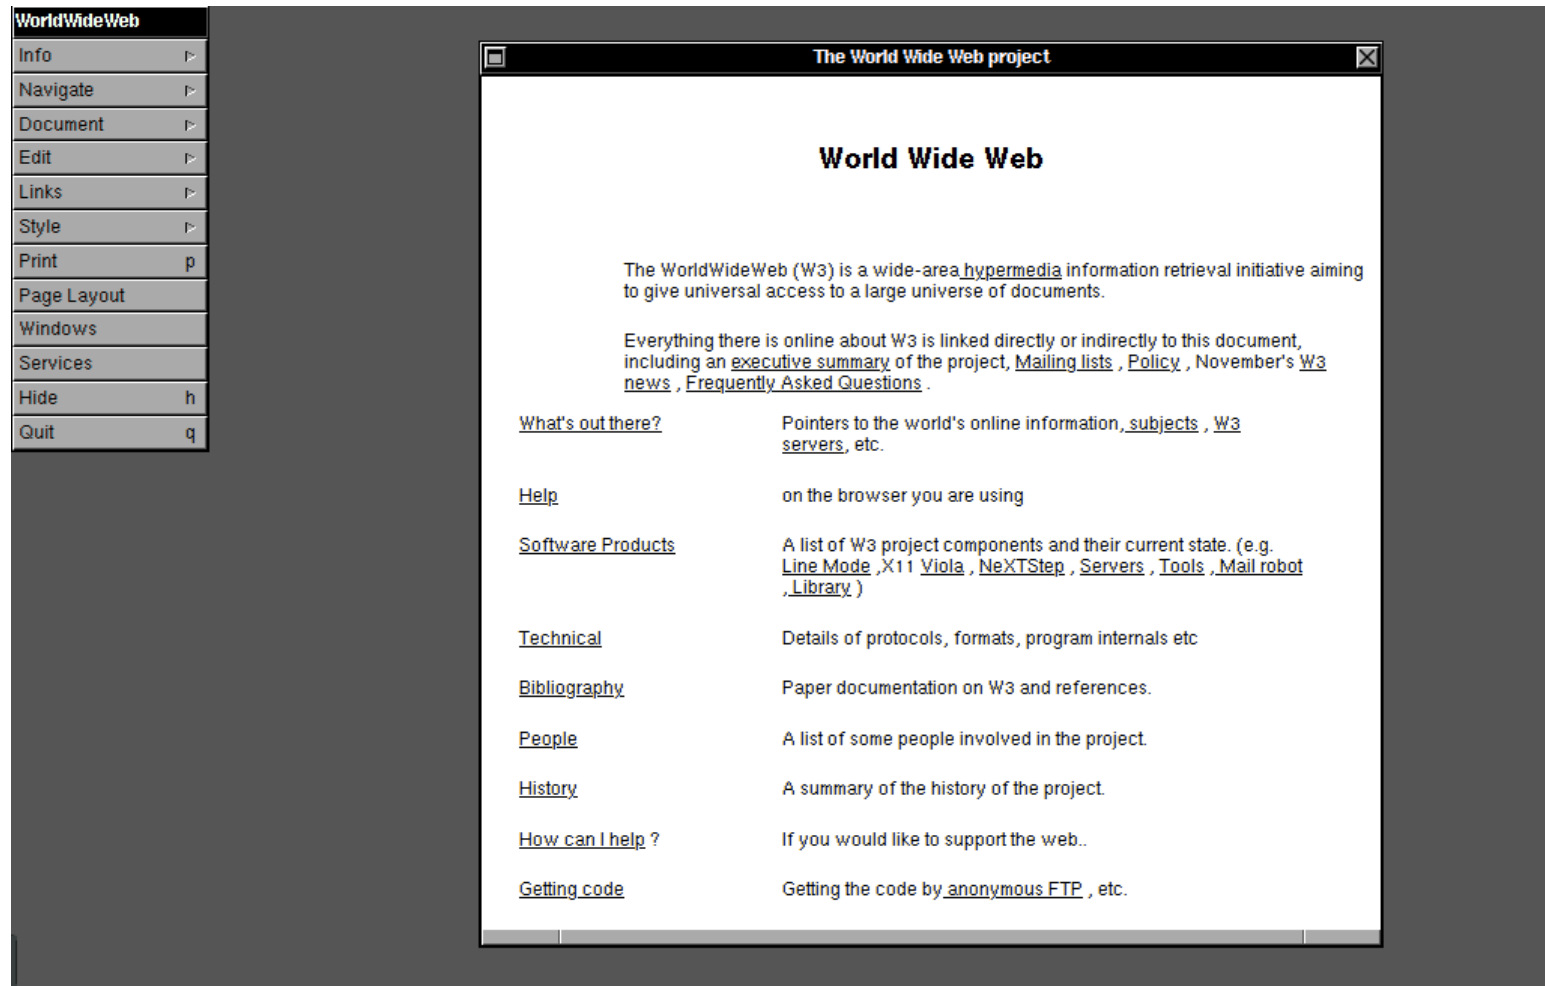 WorldWideWeb
Info
Navigate
Document
Edit
Links
Style
Print p
Page Layout
Windows
Services
Hide h
Quit q
The World Wide Web project
World Wide Web
The WorldWideWeb (W3) is a wide-area hypermedia information retrieval initiative aiming
to give universal access to a large universe of documents.
Everything there is online about W3 is linked directly or indirectly to this document,
including an executive summary of the project, Mailing lists , Policy , November's W3
news , Frequently Asked Questions .
What's out there? Pointers to the world's online information, subjects , W3
servers, etc.
Help on the browser you are using
Software Products A list of W3 project components and their current state. (e.g.
Line Mode ,X11 Viola , NeXTStep , Servers , Tools , Mail robot
, Library )
Technical Details of protocols, formats, program internals etc
Bibliography Paper documentation on W3 and references.
People A list of some people involved in the project.
History A summary of the history of the project.
How can I help ? If you would like to support the web..
Getting code Getting the code by anonymous FTP , etc.